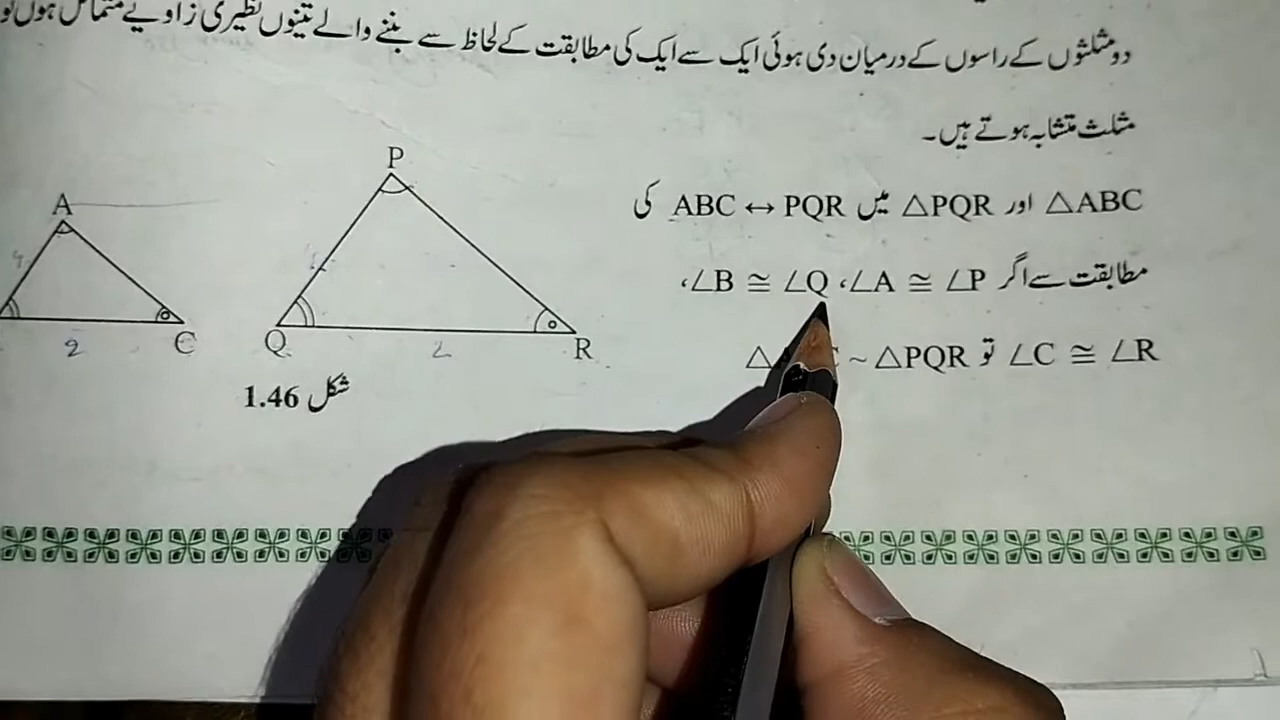 دو مثلثوں کے راسوں کے درمیان دی ہوئی ایک سے ایک کی مطابقت کے لحاظ سے بننے والے تینوں نظیری زاویے متماثل ہوں تو
مثلث متشابہ ہوتے ہیں۔
△ABC اور △PQR میں ABC ↔ PQR کی
مطابقت سے اگر ∠A ≅ ∠P، ∠B ≅ ∠Q،
∠C ≅ ∠R تو △ ~ △PQR
A
P
C
Q
R
2
2
شکل 1.46